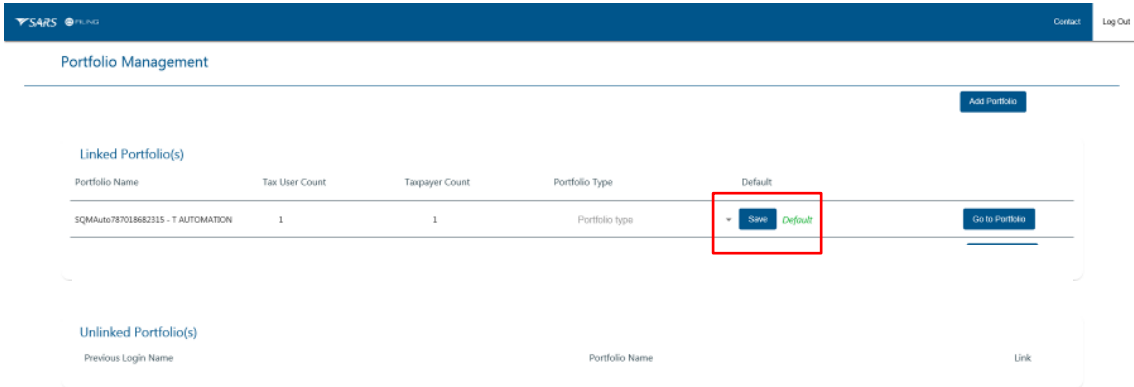 SARS eFILING Contact Log Out
Portfolio Management
Add Portfolio
Linked Portfolio(s)
Portfolio Name Tax User Count Taxpayer Count Portfolio Type Default
SQMAuto787018682315 - T AUTOMATION 1 1 Portfolio type Save Default Go to Portfolio
Unlinked Portfolio(s)
Previous Login Name Portfolio Name Link